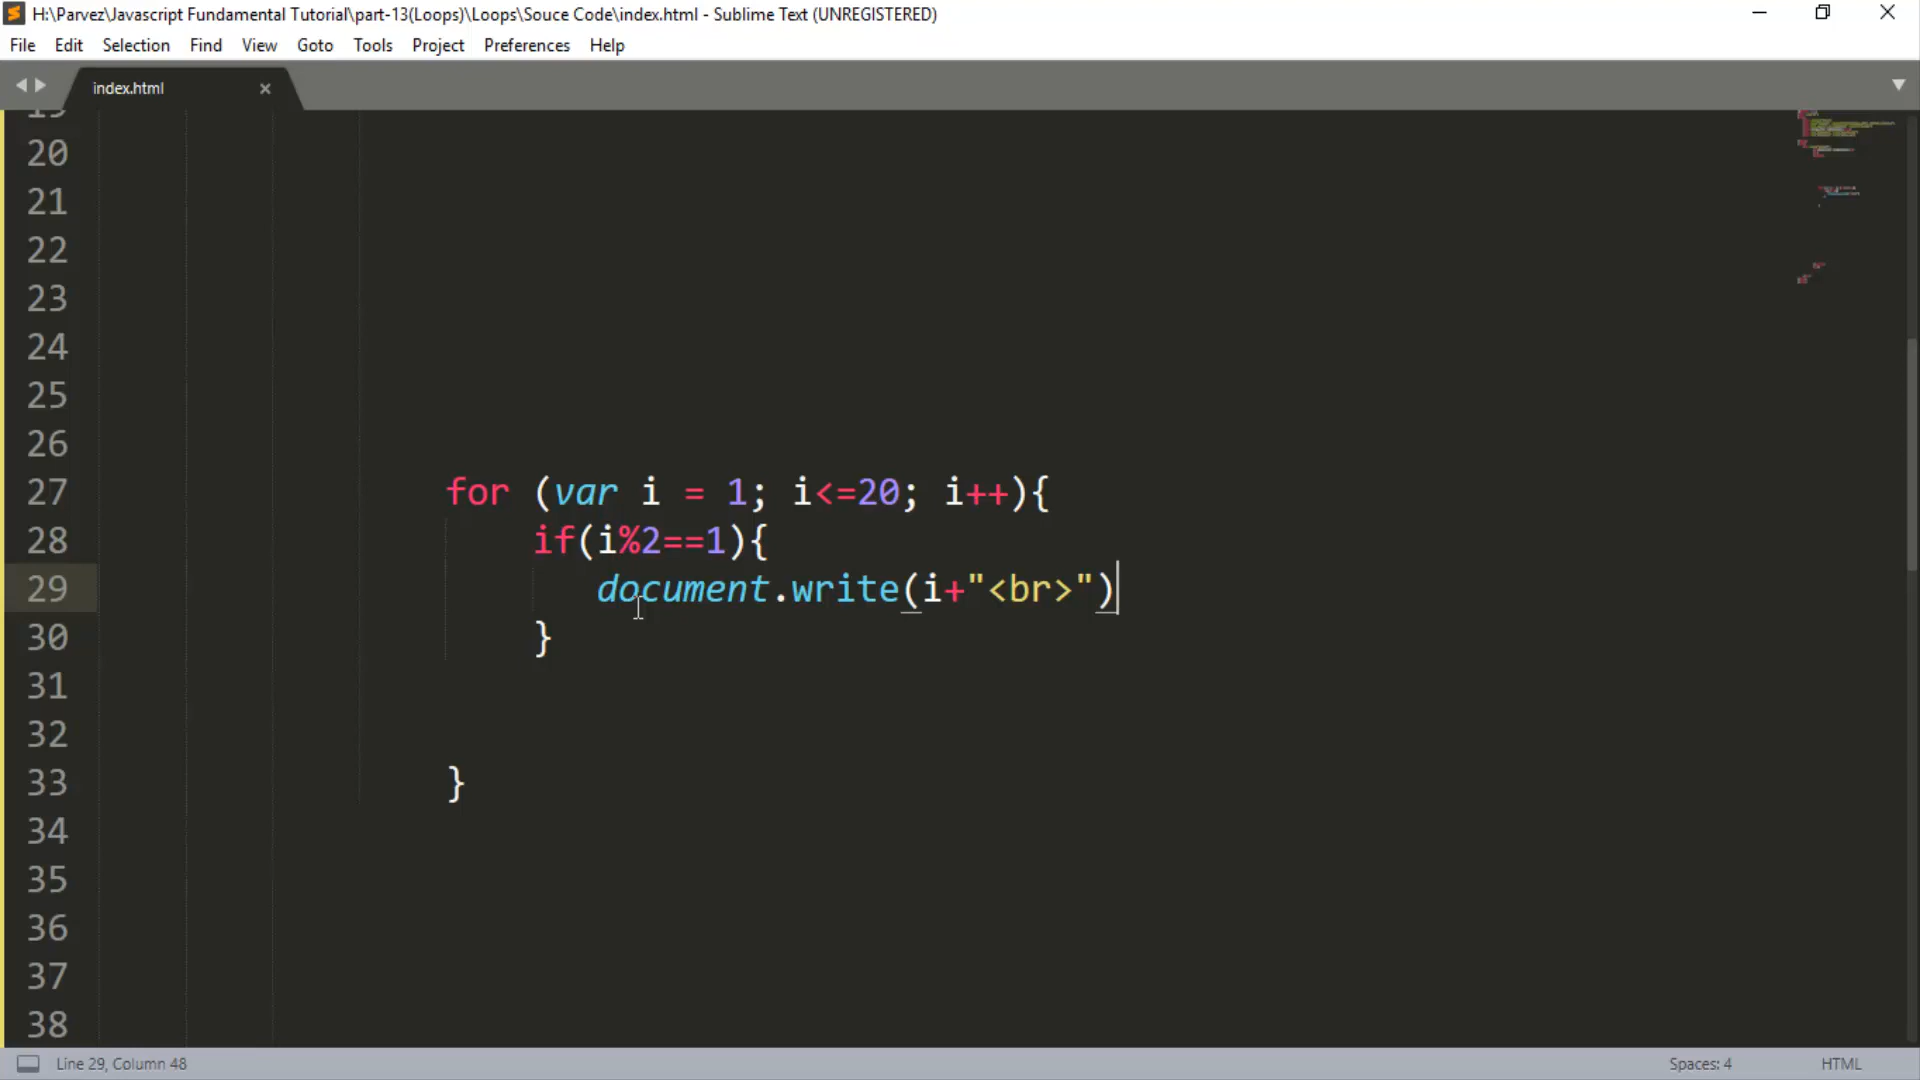 H:\Parvez\Javascript Fundamental Tutorial\part-13(Loops)\Loops\Souce Code\index.html - Sublime Text (UNREGISTERED)
File Edit Selection Find View Goto Tools Project Preferences Help
index.html
19
20
21
22
23
24
25
26
27 for (var i = 1; i<=20; i++){
28 if(i%2==1){
29 document.write(i+"<br>")
30 }
31
32
33 }
34
35
36
37
38
Line 29, Column 48 Spaces: 4 HTML